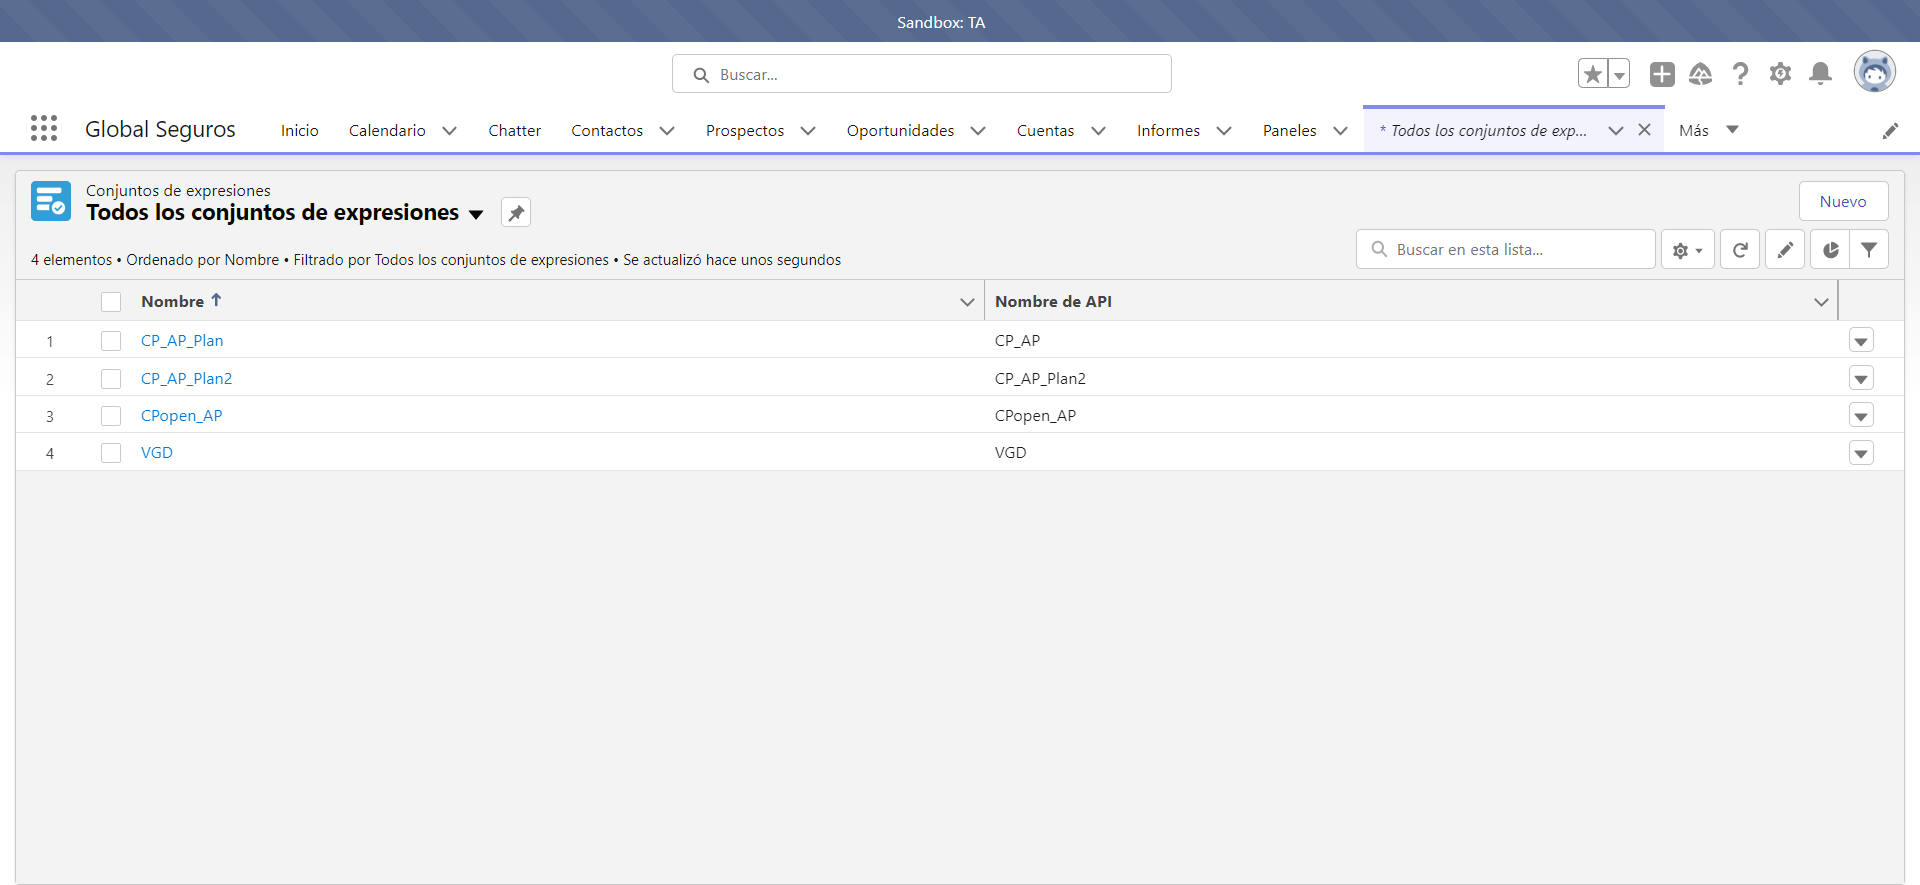 Sandbox: TA
Buscar...
Global Seguros
Inicio
Calendario
Chatter
Contactos
Prospectos
Oportunidades
Cuentas
Informes
Paneles
* Todos los conjuntos de exp...
Más
Conjuntos de expresiones
Todos los conjuntos de expresiones
Nuevo
4 elementos • Ordenado por Nombre • Filtrado por Todos los conjuntos de expresiones • Se actualizó hace unos segundos
Buscar en esta lista...
Nombre
Nombre de API
1 CP_AP_Plan CP_AP
2 CP_AP_Plan2 CP_AP_Plan2
3 CPopen_AP CPopen_AP
4 VGD VGD